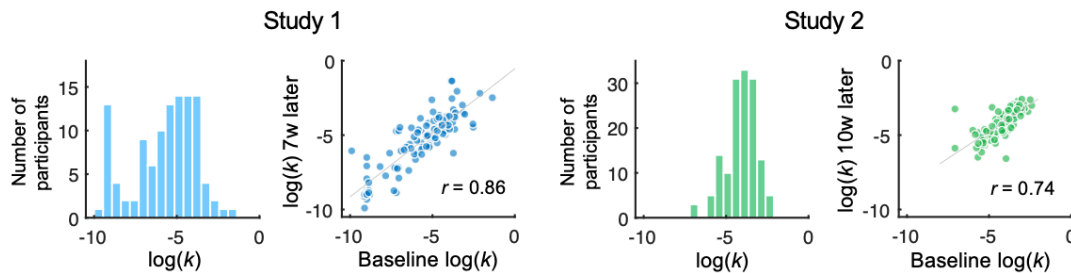 Study 1
Study 2
Number of
participants
15
10
5
0
-10
-5
0
log(k)
log(k) 7w later
0
-5
-10
r = 0.86
-10
-5
0
Baseline log(k)
Number of
participants
30
20
10
0
-10
-5
0
log(k)
log(k) 10w later
0
-5
-10
r = 0.74
-10
-5
0
Baseline log(k)